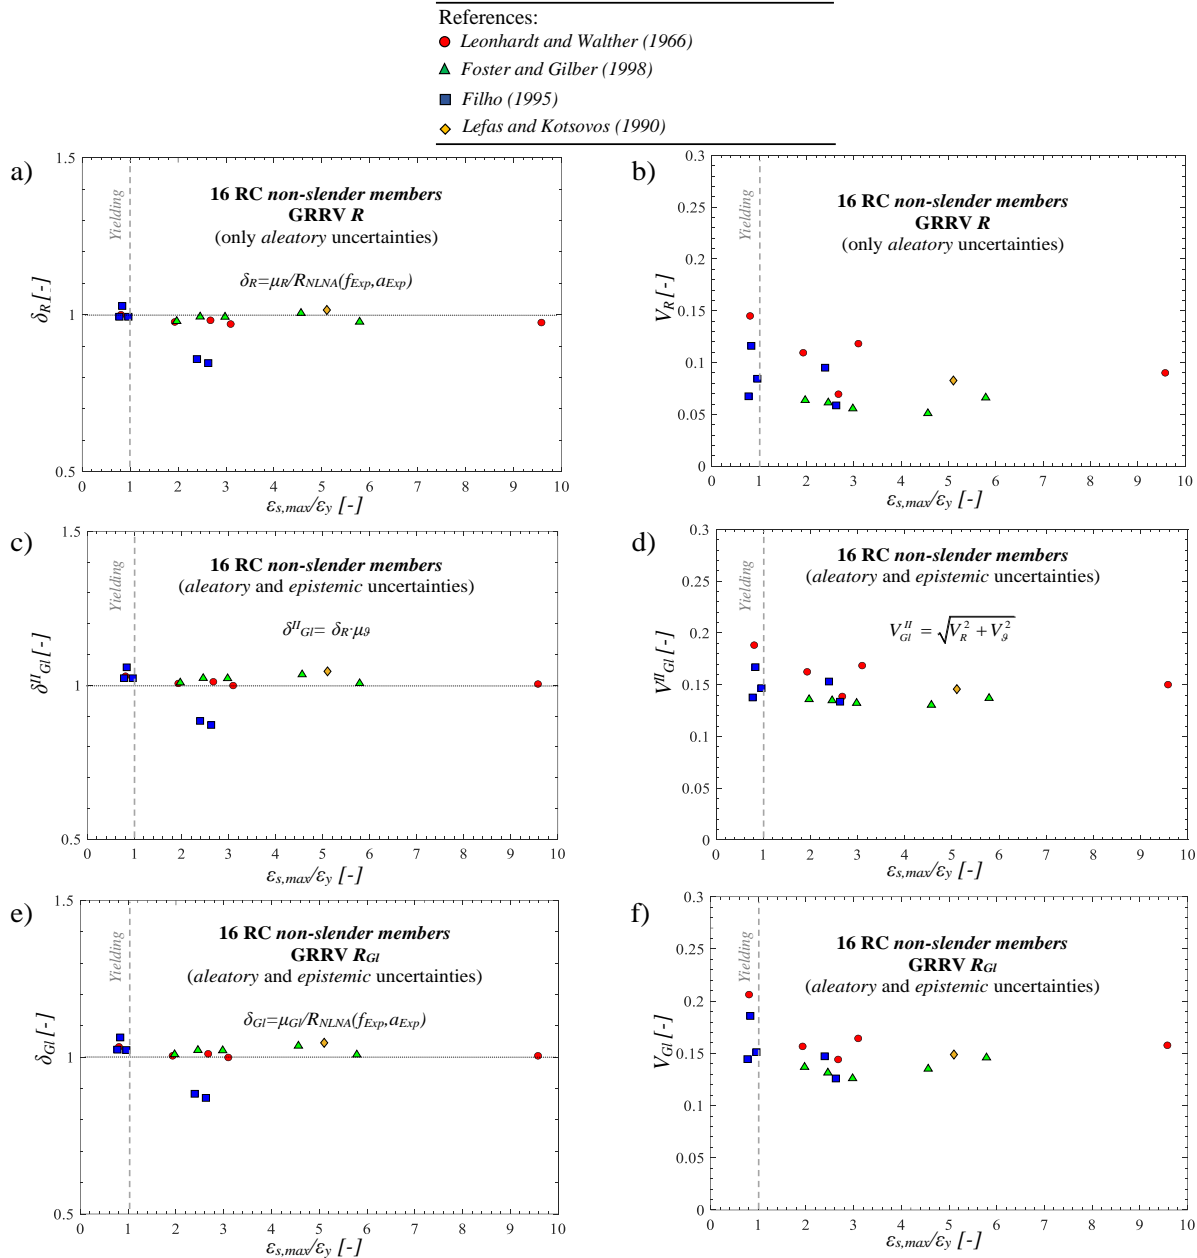 References:
Leonhardt and Walther (1966)
Foster and Gilber (1998)
Filho (1995)
Lefas and Kotsovos (1990)
a)
1.5
1
0.5
δR [-]
Yielding
16 RC non-slender members
GRRV R
(only aleatory uncertainties)
δR=μR/RNLNA(fExp,aExp)
0 1 2 3 4 5 6 7 8 9 10
εs,max/εy [-]
b)
0.3
0.25
0.2
0.15
0.1
0.05
0
VR [-]
Yielding
16 RC non-slender members
GRRV R
(only aleatory uncertainties)
0 1 2 3 4 5 6 7 8 9 10
εs,max/εy [-]
c)
1.5
1
0.5
δIIGl [-]
Yielding
16 RC non-slender members
(aleatory and epistemic uncertainties)
δIIGl= δR·μϑ
0 1 2 3 4 5 6 7 8 9 10
εs,max/εy [-]
d)
0.3
0.25
0.2
0.15
0.1
0.05
0
VIIGl [-]
Yielding
16 RC non-slender members
(aleatory and epistemic uncertainties)
VGlII = √(VR2 + Vϑ2)
0 1 2 3 4 5 6 7 8 9 10
εs,max/εy [-]
e)
1.5
1
0.5
δGl [-]
Yielding
16 RC non-slender members
GRRV RGl
(aleatory and epistemic uncertainties)
δGl=μGl/RNLNA(fExp,aExp)
0 1 2 3 4 5 6 7 8 9 10
εs,max/εy [-]
f)
0.3
0.25
0.2
0.15
0.1
0.05
0
VGl [-]
Yielding
16 RC non-slender members
GRRV RGl
(aleatory and epistemic uncertainties)
0 1 2 3 4 5 6 7 8 9 10
εs,max/εy [-]